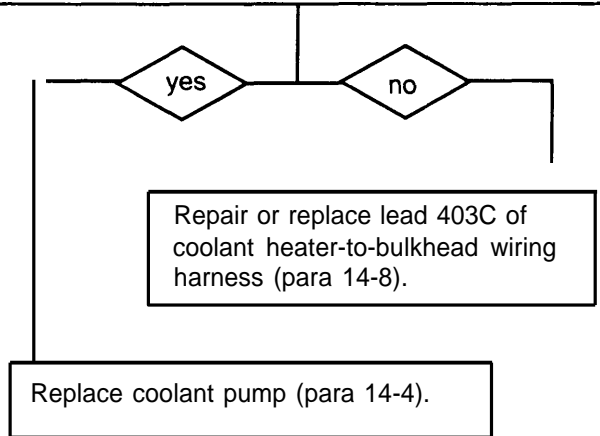 yes
no
Repair or replace lead 403C of
coolant heater-to-bulkhead wiring
harness (para 14-8).
Replace coolant pump (para 14-4).